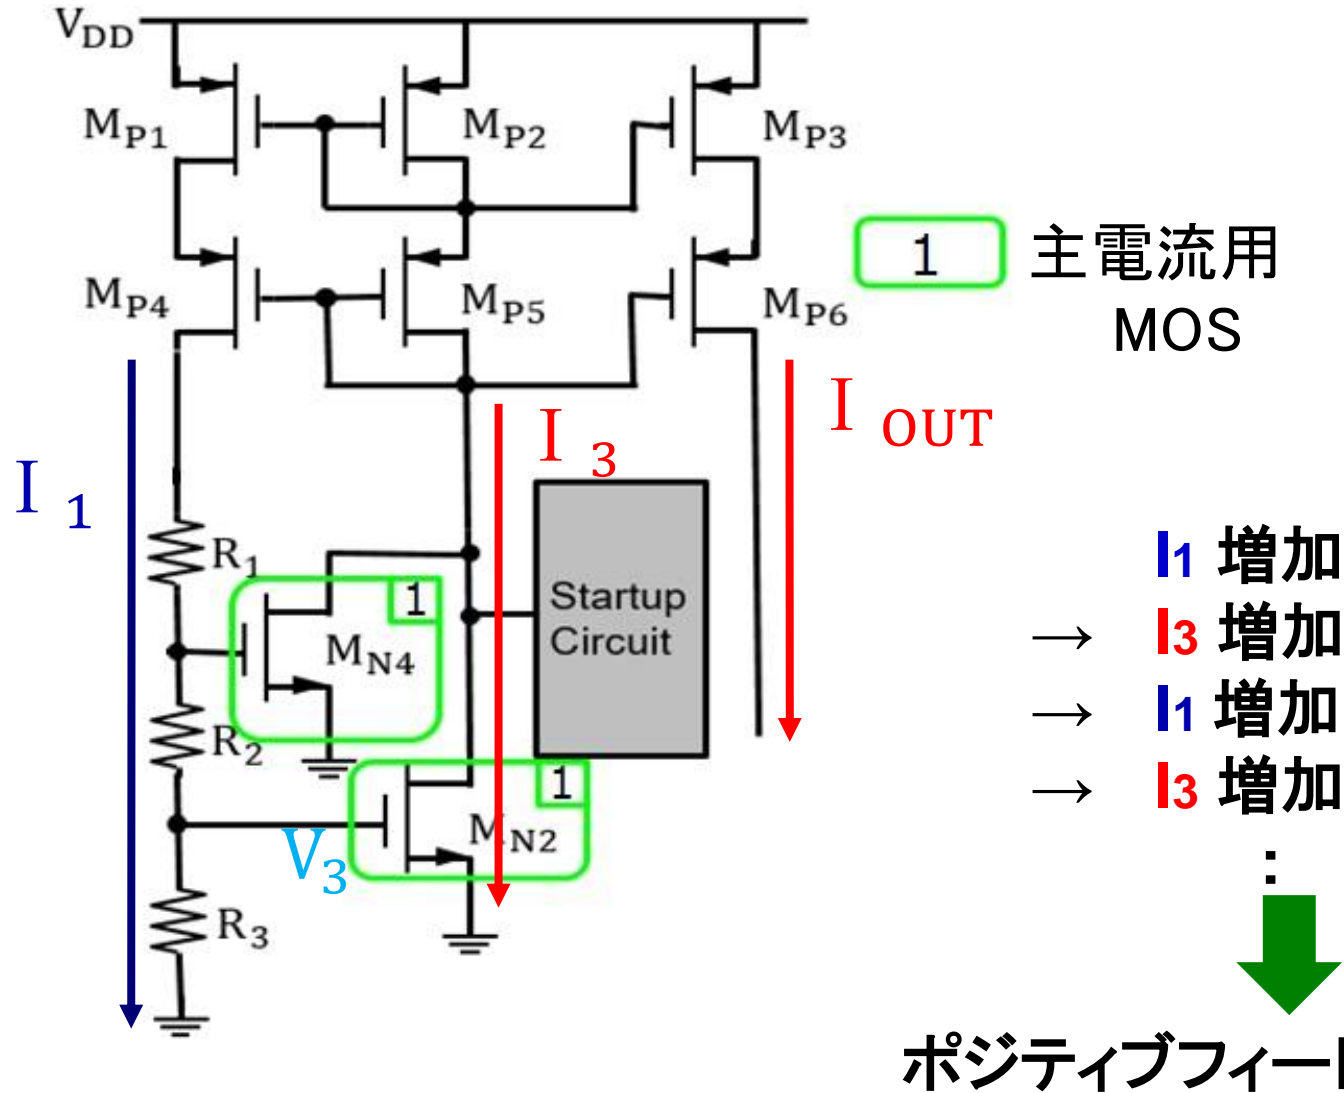 VDD
MP1
MP2
MP3
MP4
MP5
MP6
1 主電流用
MOS
I 1
I 3
I OUT
R1
1
MN4
Startup
Circuit
R2
1
MN2
V3
R3
I1 増加
→ I3 増加
→ I1 増加
→ I3 増加
:
ポジティブフィー